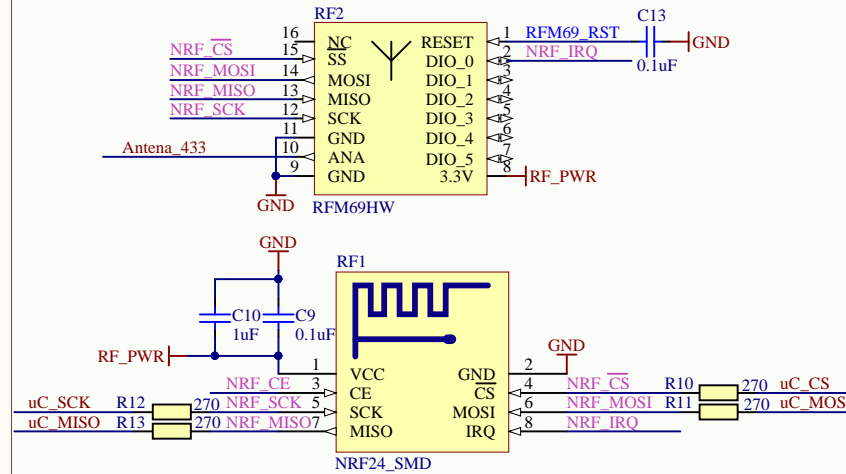 RF2
C13
16 NC RESET 1 RFM69_RST GND
NRF_CS 15 SS DIO_0 2 NRF_IRQ 0.1uF
NRF_MOSI 14 MOSI DIO_1 3
NRF_MISO 13 MISO DIO_2 4
NRF_SCK 12 SCK DIO_3 5
11 GND DIO_4 6
Antena_433 10 ANA DIO_5 7
9 GND 3.3V 8 RF_PWR
GND RFM69HW
GND
RF1
C10 C9
1uF 0.1uF
RF_PWR GND
1 VCC GND 2
NRF_CE 3 CE CS 4 NRF_CS R10 270 uC_CS
uC_SCK R12 270 NRF_SCK 5 SCK MOSI 6 NRF_MOSI R11 270 uC_MOS
uC_MISO R13 270 NRF_MISO 7 MISO IRQ 8 NRF_IRQ
NRF24_SMD